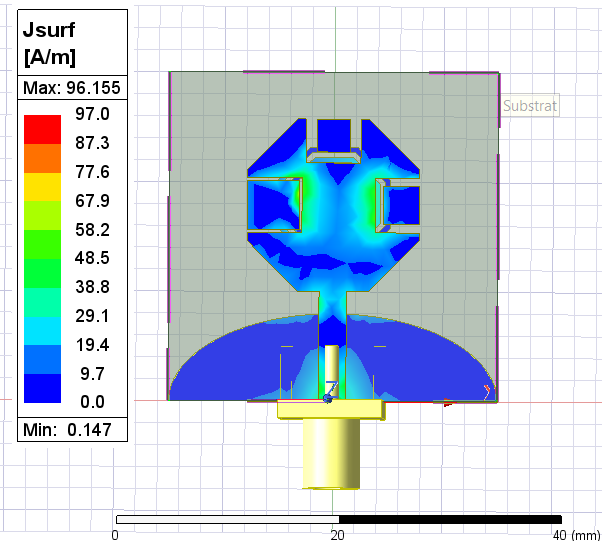 Jsurf
[A/m]
Max: 96.155
97.0
87.3
77.6
67.9
58.2
48.5
38.8
29.1
19.4
9.7
0.0
Min: 0.147
Substrat
Z
0
20
40 (mm)